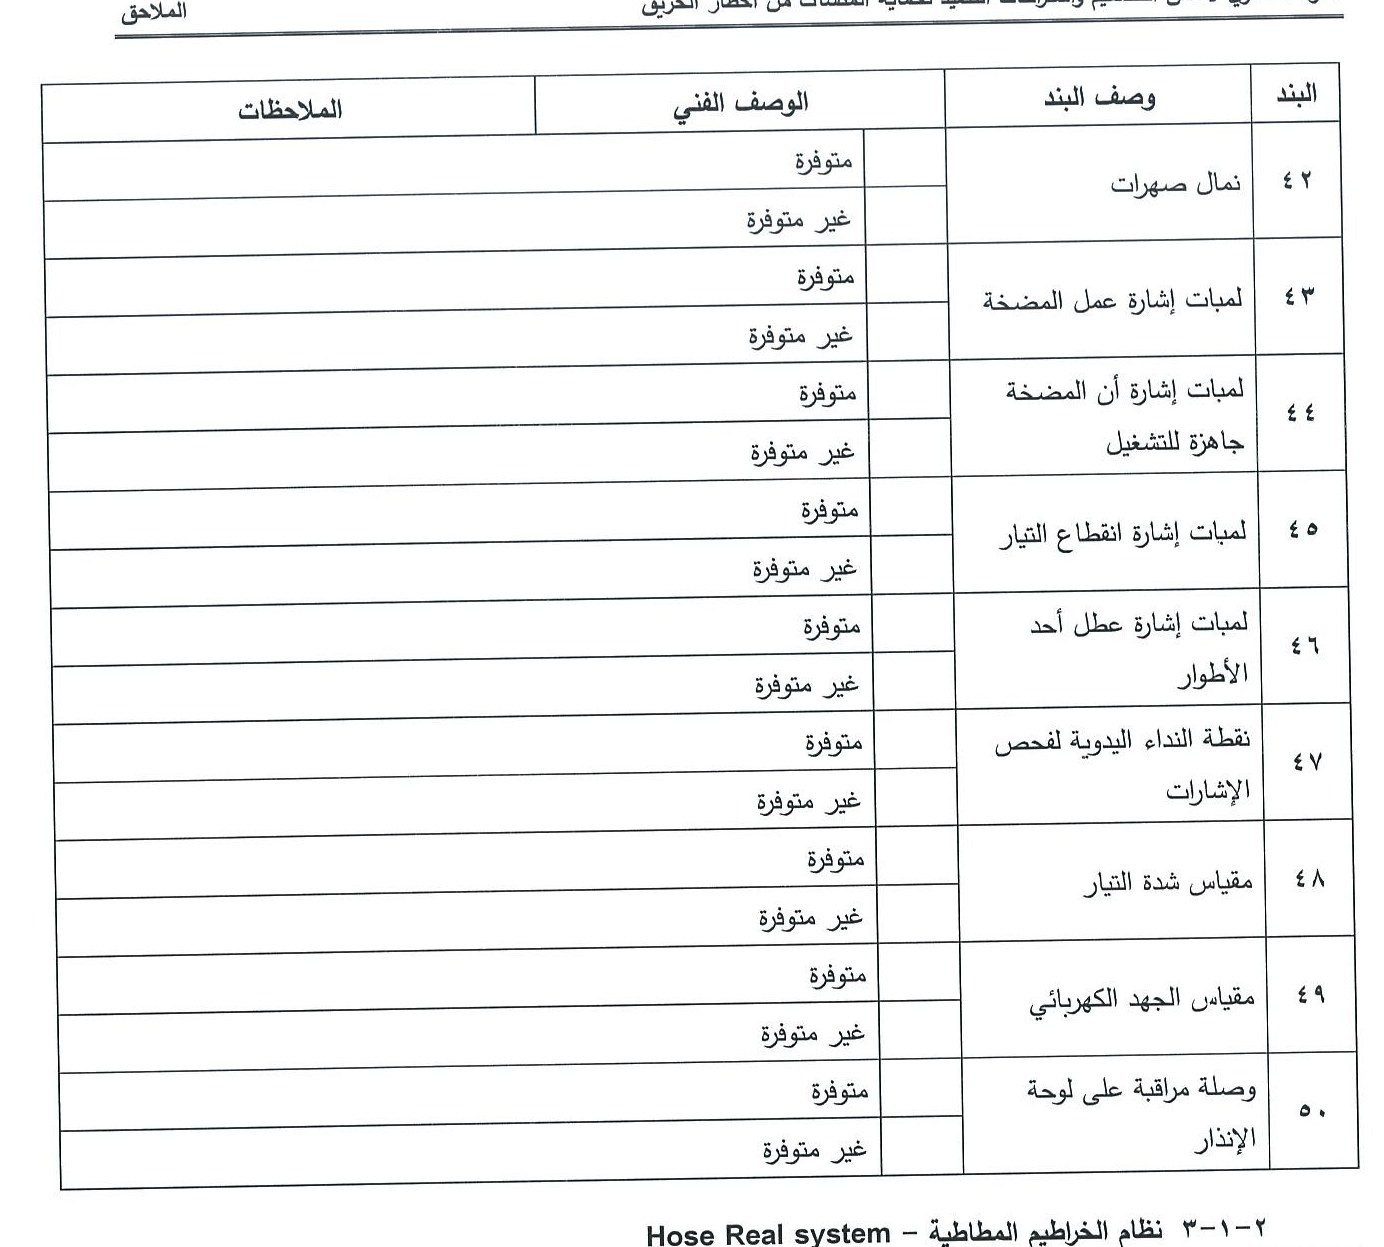 الملاحق
البند وصف البند الوصف الفني الملاحظات
٤٢ نمال صهرات متوفرة
غير متوفرة
٤٣ لمبات إشارة عمل المضخة متوفرة
غير متوفرة
٤٤ لمبات إشارة أن المضخة متوفرة
جاهزة للتشغيل غير متوفرة
٤٥ لمبات إشارة انقطاع التيار متوفرة
غير متوفرة
٤٦ لمبات إشارة عطل أحد متوفرة
الأطوار غير متوفرة
٤٧ نقطة النداء اليدوية لفحص متوفرة
الإشارات غير متوفرة
٤٨ مقياس شدة التيار متوفرة
غير متوفرة
٤٩ مقياس الجهد الكهربائي متوفرة
غير متوفرة
٥٠ وصلة مراقبة على لوحة متوفرة
الإنذار غير متوفرة
٢-١-٣ نظام الخراطيم المطاطية – Hose Real system